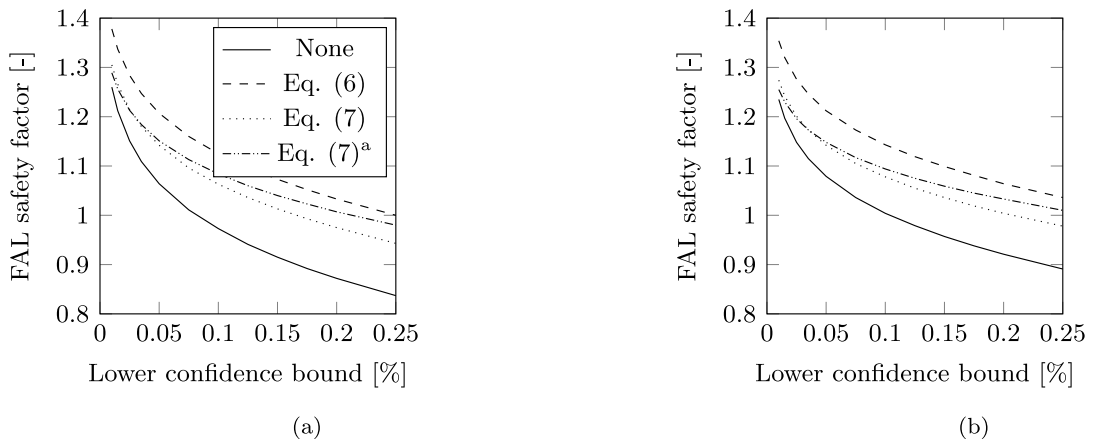 1.4
1.3
1.2
1.1
1
0.9
0.8
FAL safety factor [-]
None
Eq. (6)
Eq. (7)
Eq. (7)a
0 0.05 0.1 0.15 0.2 0.25
Lower confidence bound [%]
(a)
1.4
1.3
1.2
1.1
1
0.9
0.8
FAL safety factor [-]
0 0.05 0.1 0.15 0.2 0.25
Lower confidence bound [%]
(b)